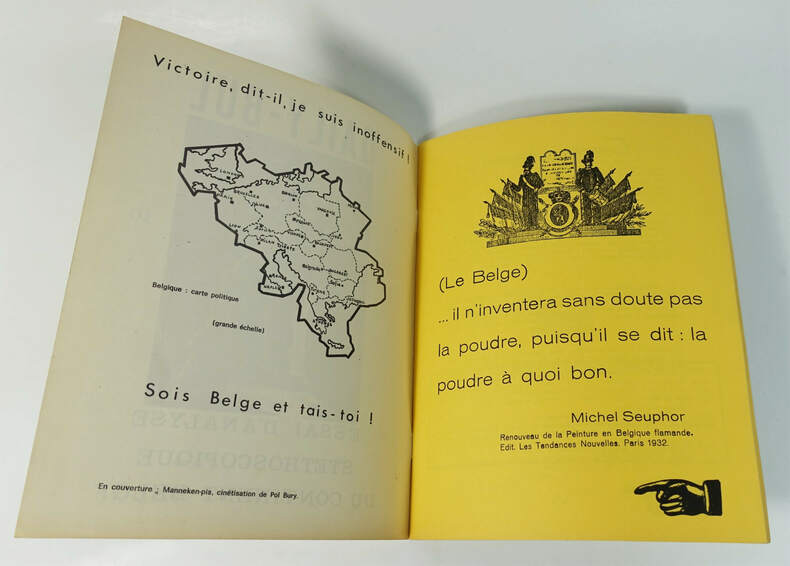 Victoire, dit-il, je suis inoffensif !
Belgique : carte politique
(grande échelle)
Sois Belge et tais-toi !
En couverture : Manneken-pis, cinétisation de Pol Bury.
(Le Belge)
... il n'inventera sans doute pas
la poudre, puisqu'il se dit : la
poudre à quoi bon.
Michel Seuphor
Renouveau de la Peinture en Belgique flamande.
Edit. Les Tendances Nouvelles. Paris 1932.